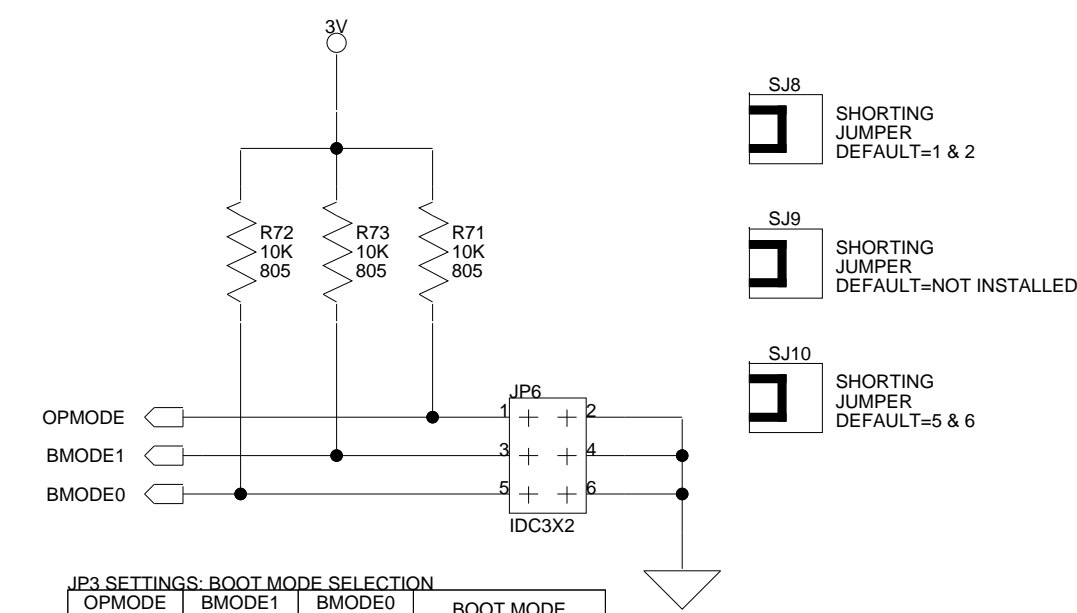 3V
R72
10K
805
R73
10K
805
R71
10K
805
SJ8
SHORTING
JUMPER
DEFAULT=1 & 2
SJ9
SHORTING
JUMPER
DEFAULT=NOT INSTALLED
SJ10
SHORTING
JUMPER
DEFAULT=5 & 6
JP6
OPMODE 1 2
BMODE1 3 4
BMODE0 5 6
IDC3X2
JP3 SETTINGS: BOOT MODE SELECTION
OPMODE BMODE1 BMODE0 BOOT MODE